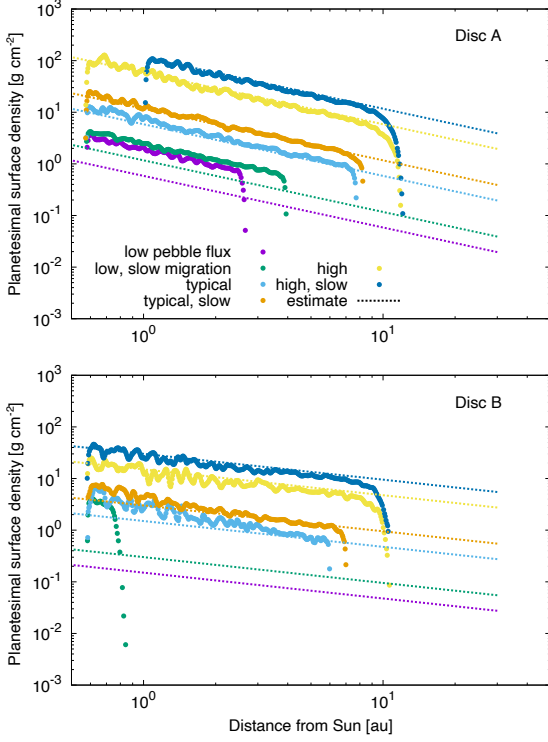 Disc A
Planetesimal surface density [g cm⁻²]
10³
10²
10¹
10⁰
10⁻¹
10⁻²
10⁻³
low pebble flux
low, slow migration
typical
typical, slow
high
high, slow
estimate
10⁰
10¹
Disc B
Planetesimal surface density [g cm⁻²]
10³
10²
10¹
10⁰
10⁻¹
10⁻²
10⁻³
10⁰
10¹
Distance from Sun [au]